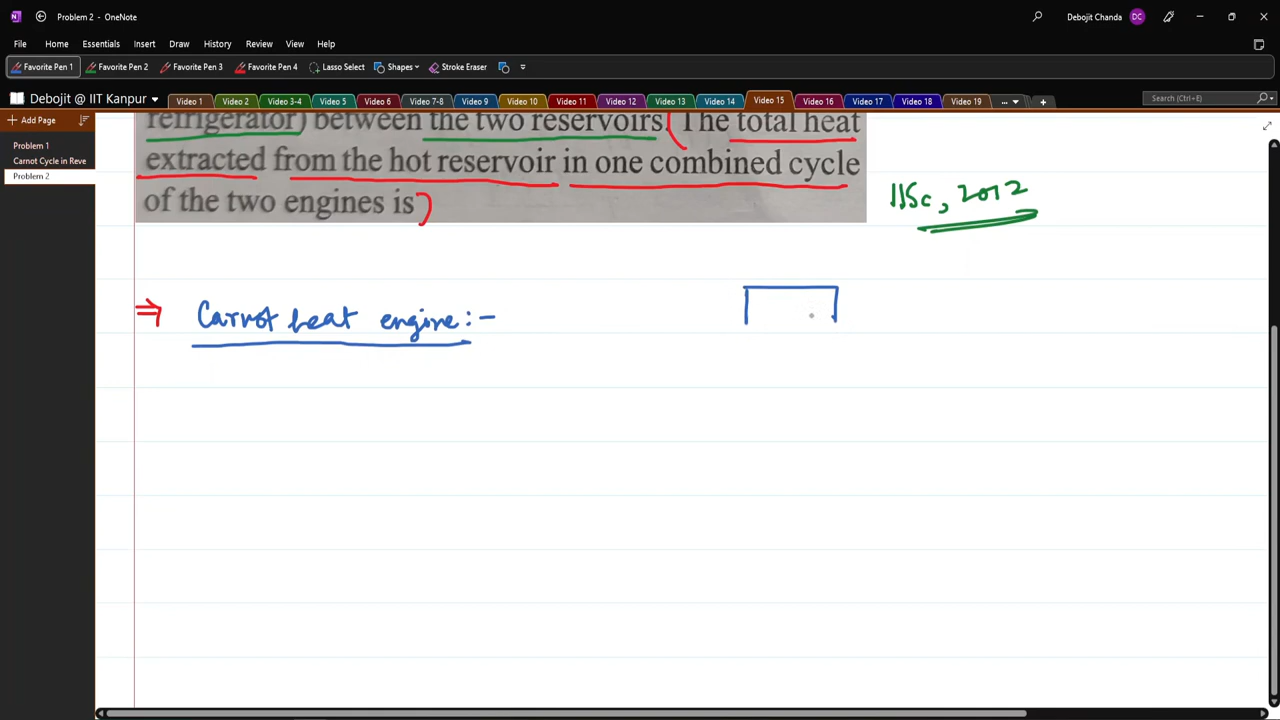 Problem 2 - OneNote
Debojit Chanda DC
File Home Essentials Insert Draw History Review View Help
Favorite Pen 1 Favorite Pen 2 Favorite Pen 3 Favorite Pen 4 Lasso Select Shapes Stroke Eraser
Debojit @ IIT Kanpur Video 1 Video 2 Video 3-4 Video 5 Video 6 Video 7-8 Video 9 Video 10 Video 11 Video 12 Video 13 Video 14 Video 15 Video 16 Video 17 Video 18 Video 19 ... + Search (Ctrl+E)
+ Add Page
Problem 1
Carnot Cycle in Reve
Problem 2
refrigerator) between the two reservoirs. (The total heat
extracted from the hot reservoir in one combined cycle
of the two engines is)
IISc, 2012
⇒ Carnot heat engine:-